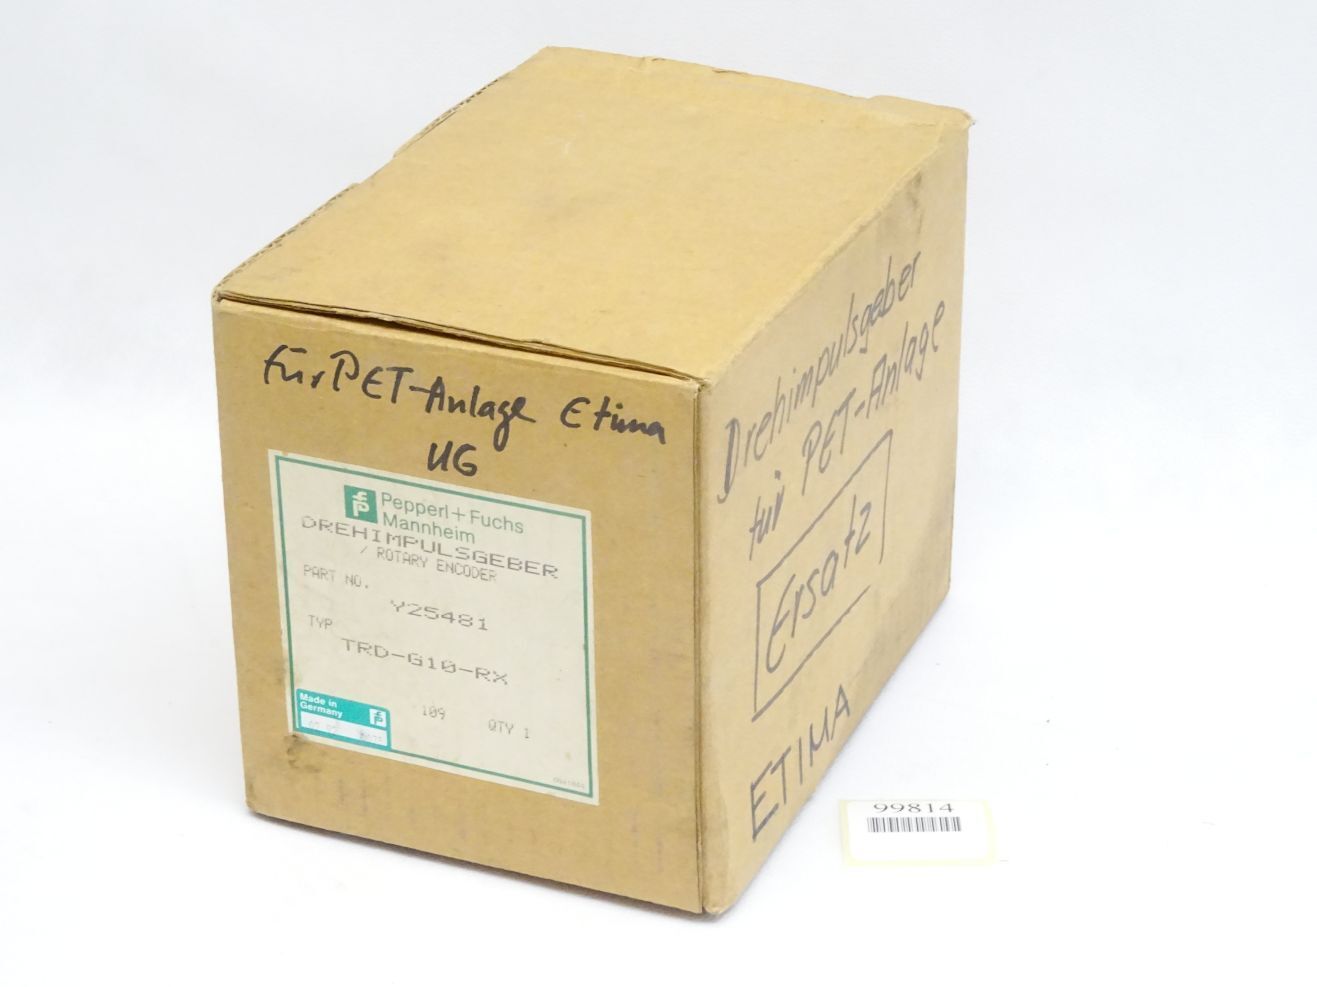 für PET-Anlage Etima
UG
Pepperl+Fuchs
Mannheim
DREHIMPULSGEBER
/ ROTARY ENCODER
PART NO.
Y25481
TYP
TRD-G10-RX
Made in
Germany
109
QTY 1
Drehimpulsgeber
für PET-Anlage
Ersatz
ETIMA
99814